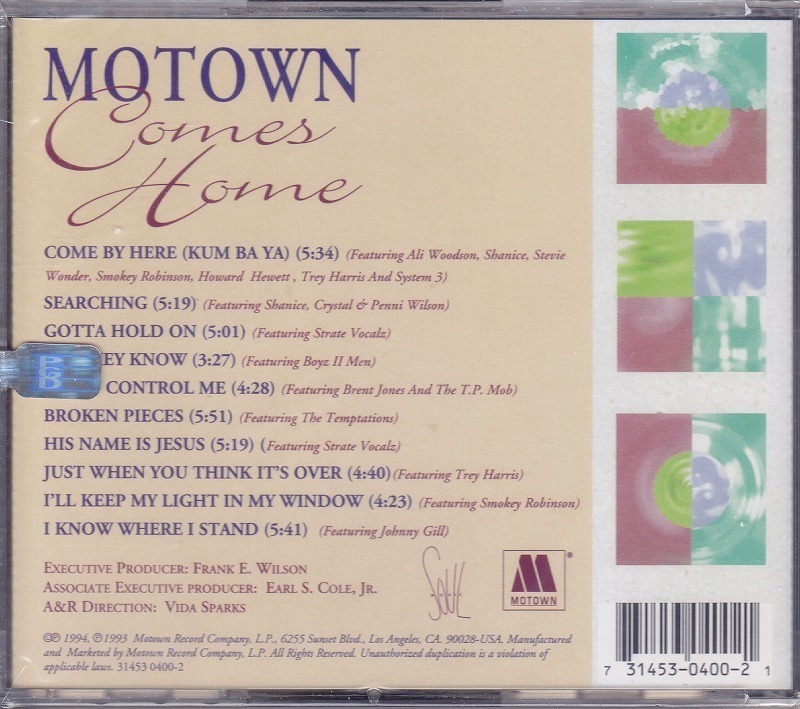 MOTOWN
Comes
Home
COME BY HERE (KUM BA YA) (5:34) (Featuring Ali Woodson, Shanice, Stevie
Wonder, Smokey Robinson, Howard Hewett , Trey Harris And System 3)
SEARCHING (5:19) (Featuring Shanice, Crystal & Penni Wilson)
GOTTA HOLD ON (5:01) (Featuring Strate Vocalz)
KNOW (3:27) (Featuring Boyz II Men)
CONTROL ME (4:28) (Featuring Brent Jones And The T.P. Mob)
BROKEN PIECES (5:51) (Featuring The Temptations)
HIS NAME IS JESUS (5:19) (Featuring Strate Vocalz)
JUST WHEN YOU THINK IT'S OVER (4:40) (Featuring Trey Harris)
I'LL KEEP MY LIGHT IN MY WINDOW (4:23) (Featuring Smokey Robinson)
I KNOW WHERE I STAND (5:41) (Featuring Johnny Gill)
EXECUTIVE PRODUCER: FRANK E. WILSON
ASSOCIATE EXECUTIVE PRODUCER: EARL S. COLE, JR.
A&R DIRECTION: VIDA SPARKS
SOUL
M
MOTOWN®
©℗ 1994, ℗1993 Motown Record Company, L.P., 6255 Sunset Blvd., Los Angeles, CA. 90028-USA. Manufactured
and Marketed by Motown Record Company, L.P. All Rights Reserved. Unauthorized duplication is a violation of
applicable laws. 31453 0400-2
7 31453-0400-2 1